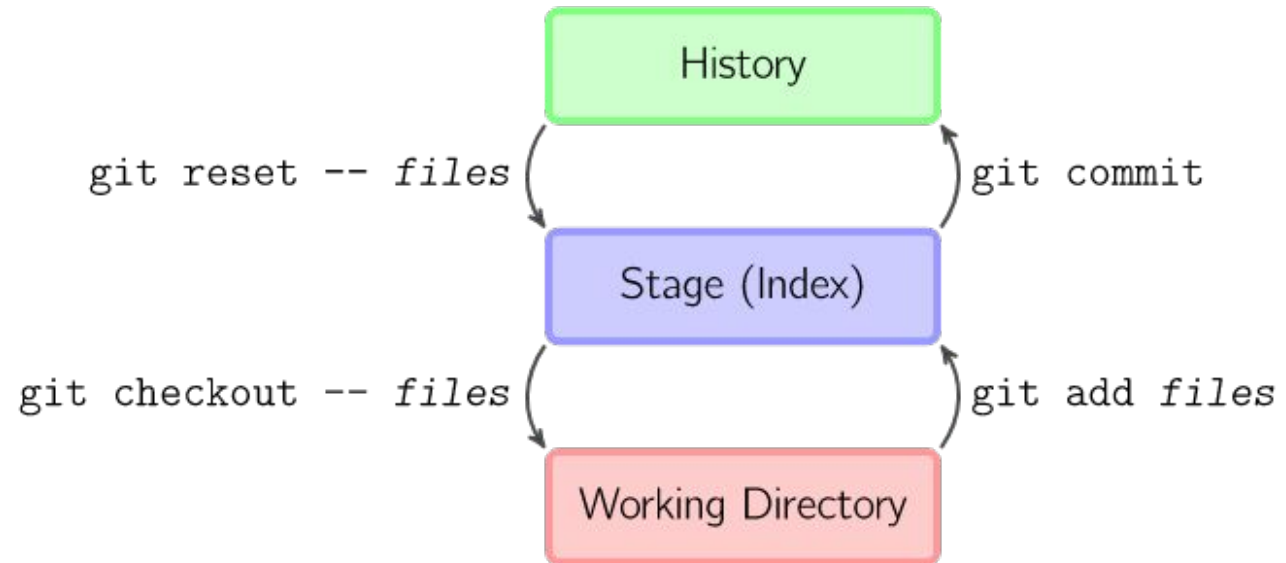 History
git reset -- files
git commit
Stage (Index)
git checkout -- files
git add files
Working Directory